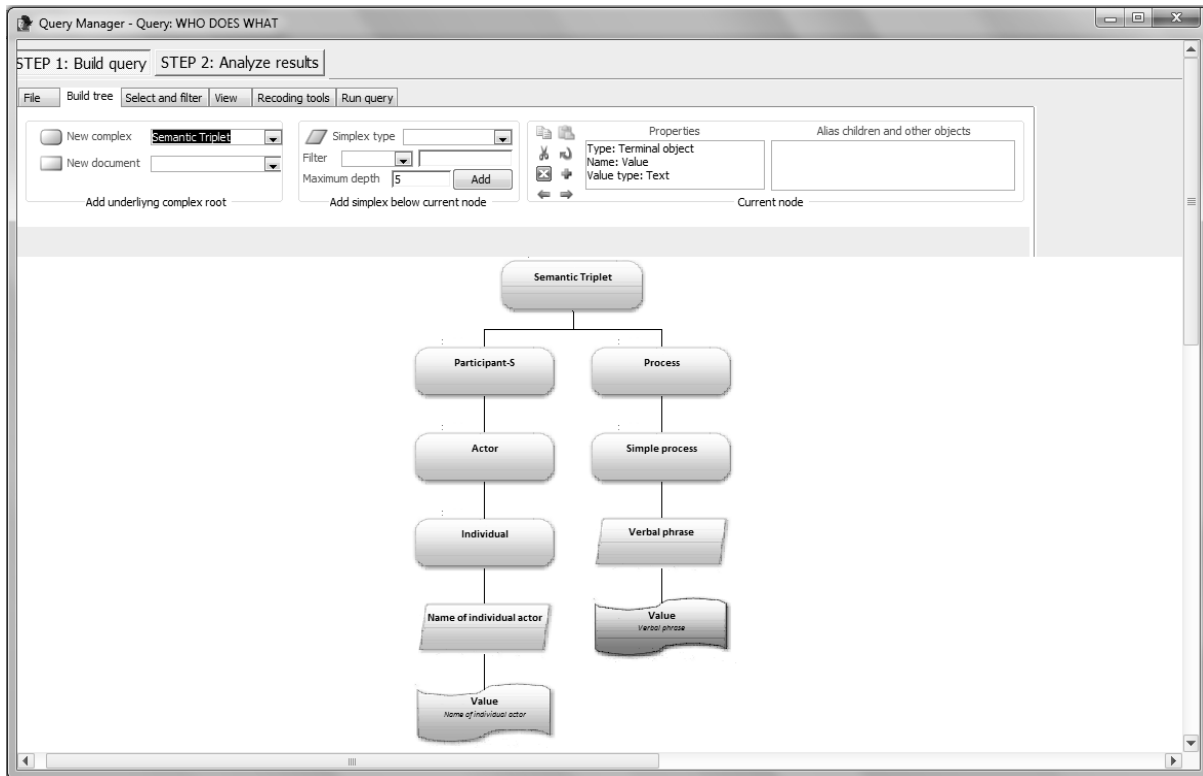 Query Manager - Query: WHO DOES WHAT
STEP 1: Build query
STEP 2: Analyze results
File
Build tree
Select and filter
View
Recoding tools
Run query
New complex
Semantic Triplet
New document
Add underliyng complex root
Simplex type
Filter
Maximum depth
5
Add
Add simplex below current node
Properties
Type: Terminal object
Name: Value
Value type: Text
Alias children and other objects
Current node
Semantic Triplet
Participant-S
Process
Actor
Simple process
Individual
Verbal phrase
Name of individual actor
Value
Verbal phrase
Value
Name of individual actor